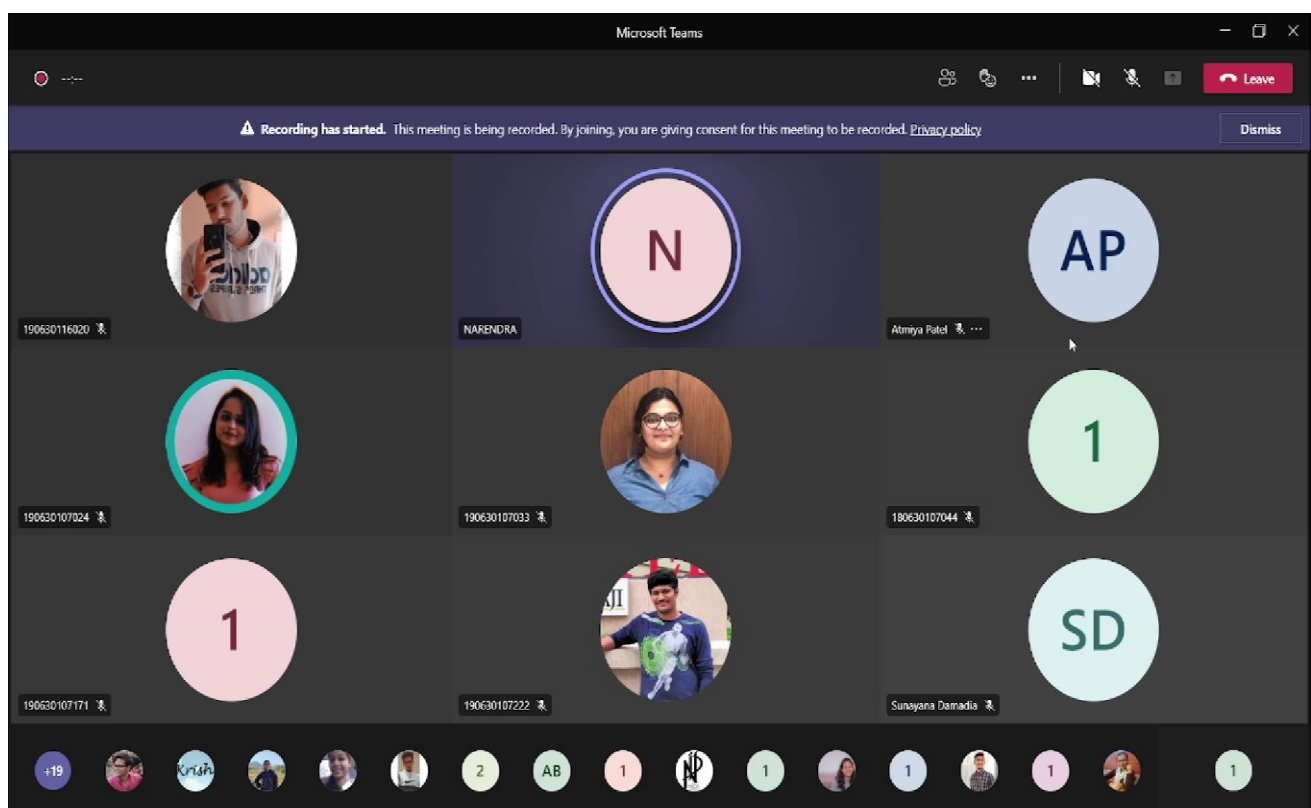 Microsoft Teams
--:--
Leave
Recording has started. This meeting is being recorded. By joining, you are giving consent for this meeting to be recorded. Privacy policy
Dismiss
N
AP
190630116020
NARENDRA
Atmiya Patel
1
190630107024
190630107033
180630107044
1
SD
190630107171
190630107222
Sunayana Damadia
+19
Krish
2
AB
1
1
1
1
1